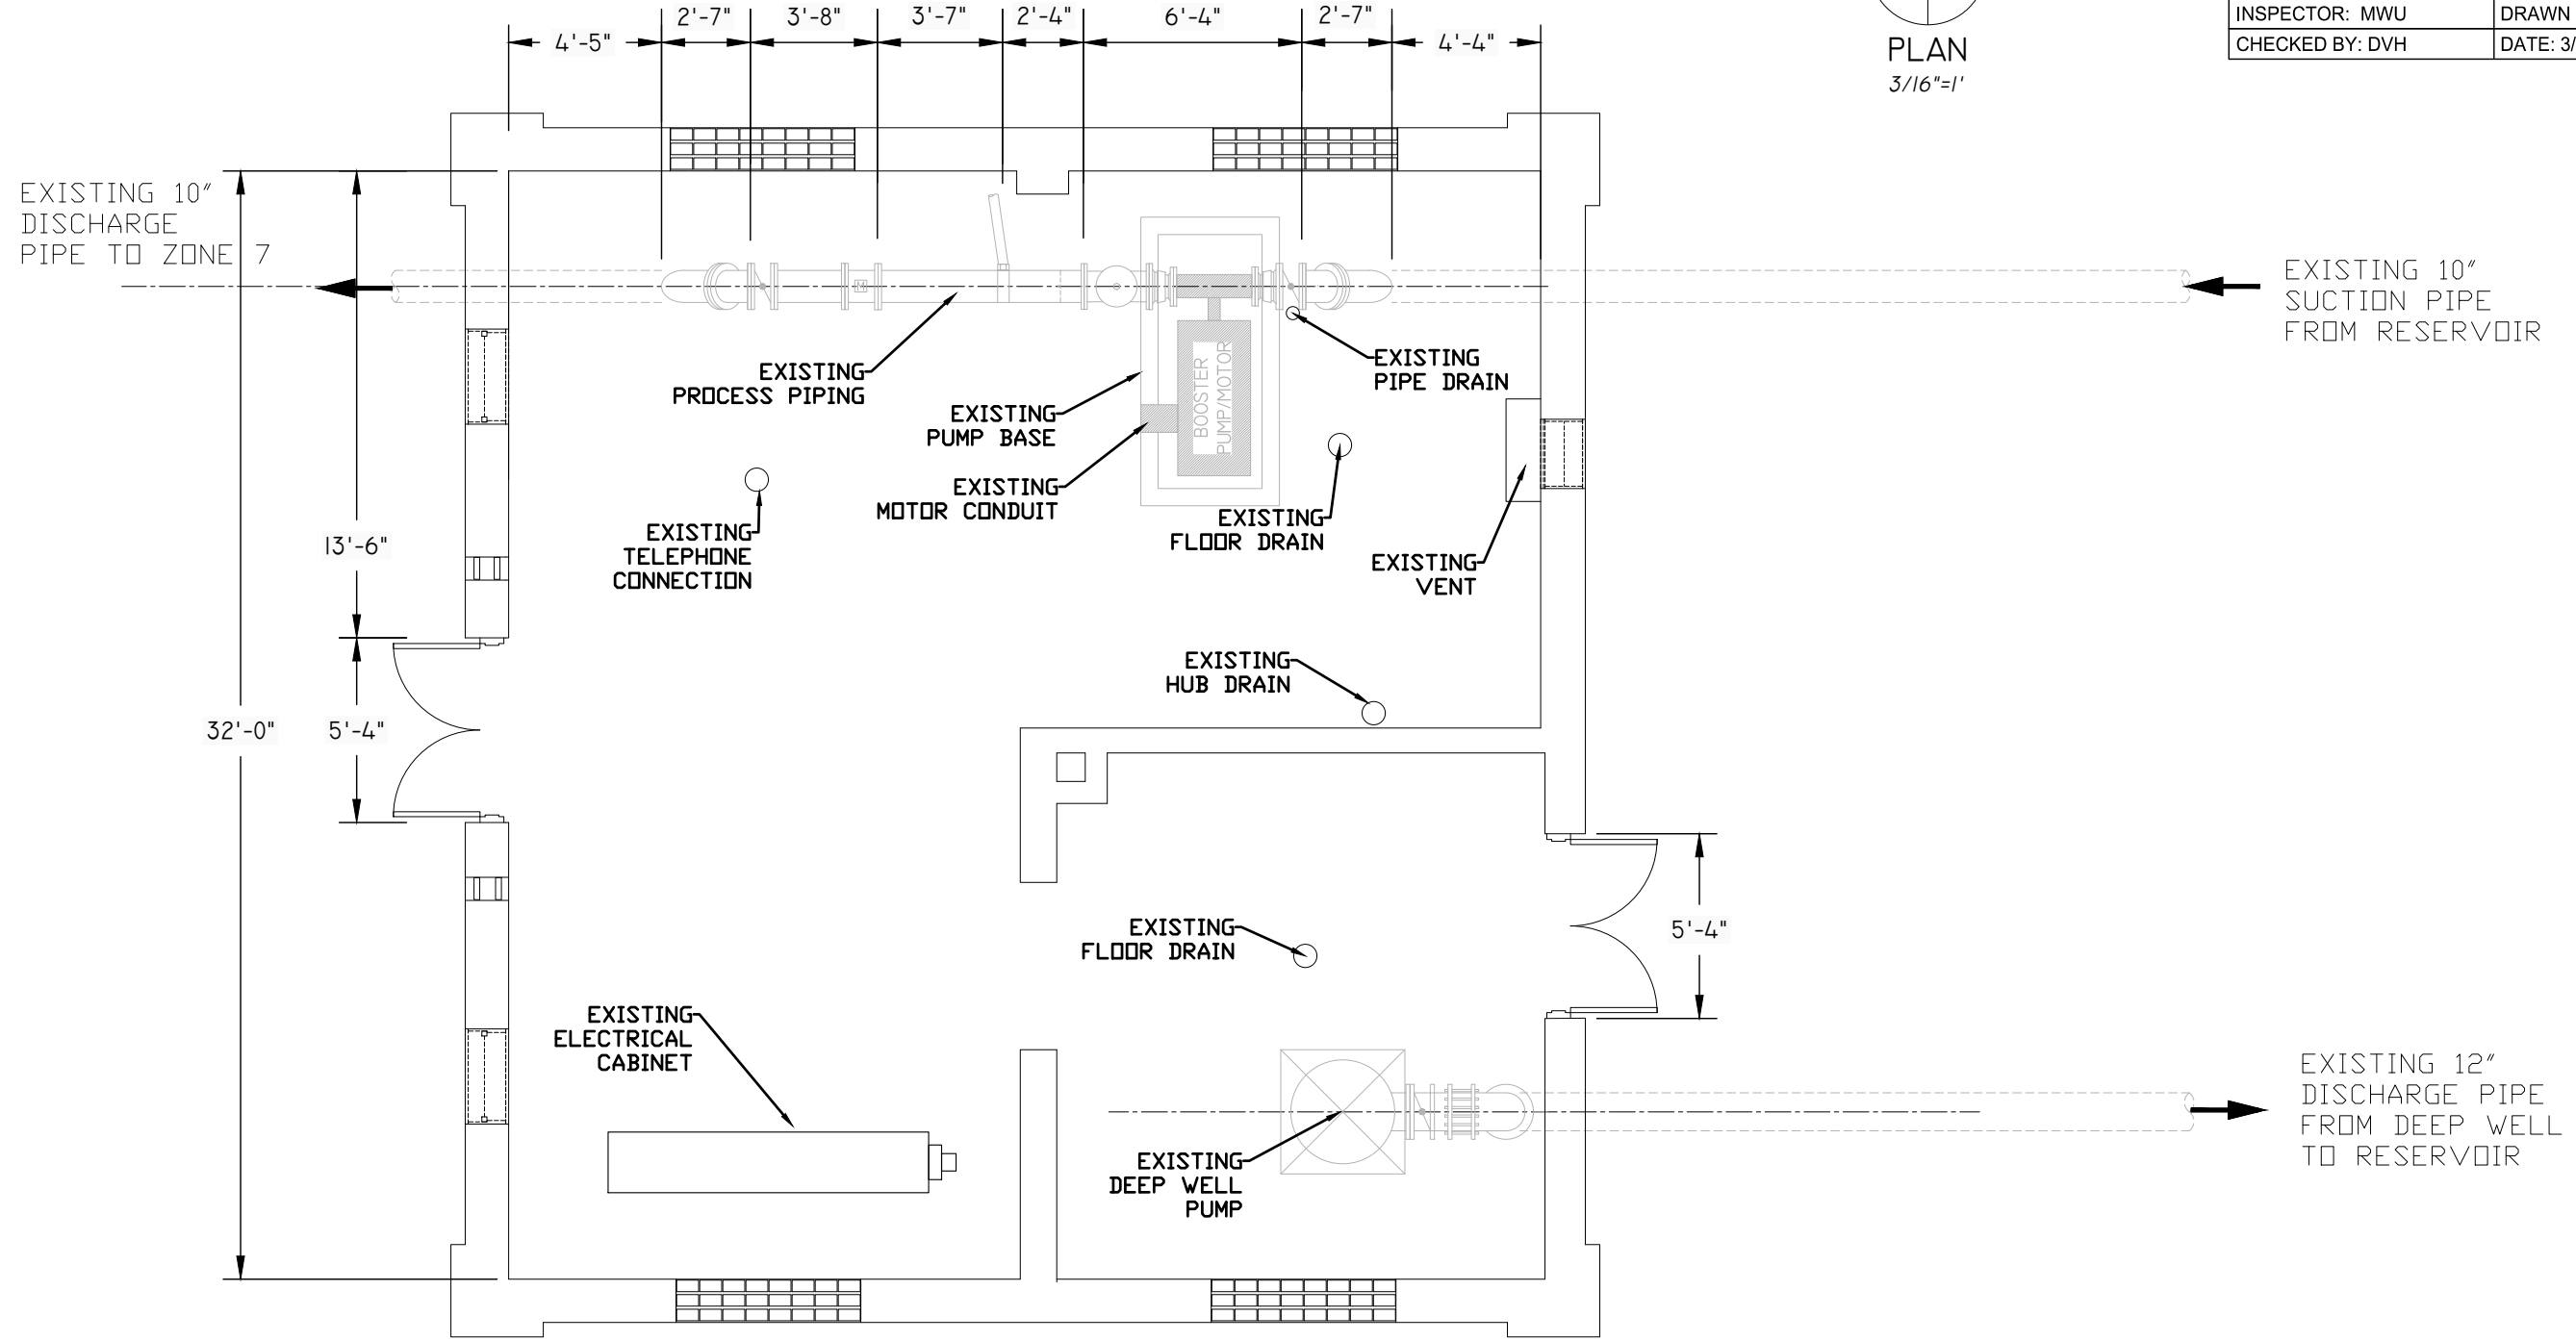 2'-7" 3'-8" 3'-7" 2'-4" 6'-4" 2'-7"
4'-5" 4'-4"
PLAN
3/16"=1'
INSPECTOR: MWU DRAWN
CHECKED BY: DVH DATE: 3/
EXISTING 10"
DISCHARGE
PIPE TO ZONE 7
EXISTING 10"
SUCTION PIPE
FROM RESERVOIR
EXISTING
PROCESS PIPING
EXISTING
PIPE DRAIN
BOOSTER
PUMP/MOTOR
EXISTING
PUMP BASE
EXISTING
MOTOR CONDUIT
EXISTING
FLOOR DRAIN
EXISTING
TELEPHONE
CONNECTION
EXISTING
VENT
13'-6"
EXISTING
HUB DRAIN
32'-0"
5'-4"
EXISTING
FLOOR DRAIN
5'-4"
EXISTING
ELECTRICAL
CABINET
EXISTING 12"
DISCHARGE PIPE
FROM DEEP WELL
TO RESERVOIR
EXISTING
DEEP WELL
PUMP